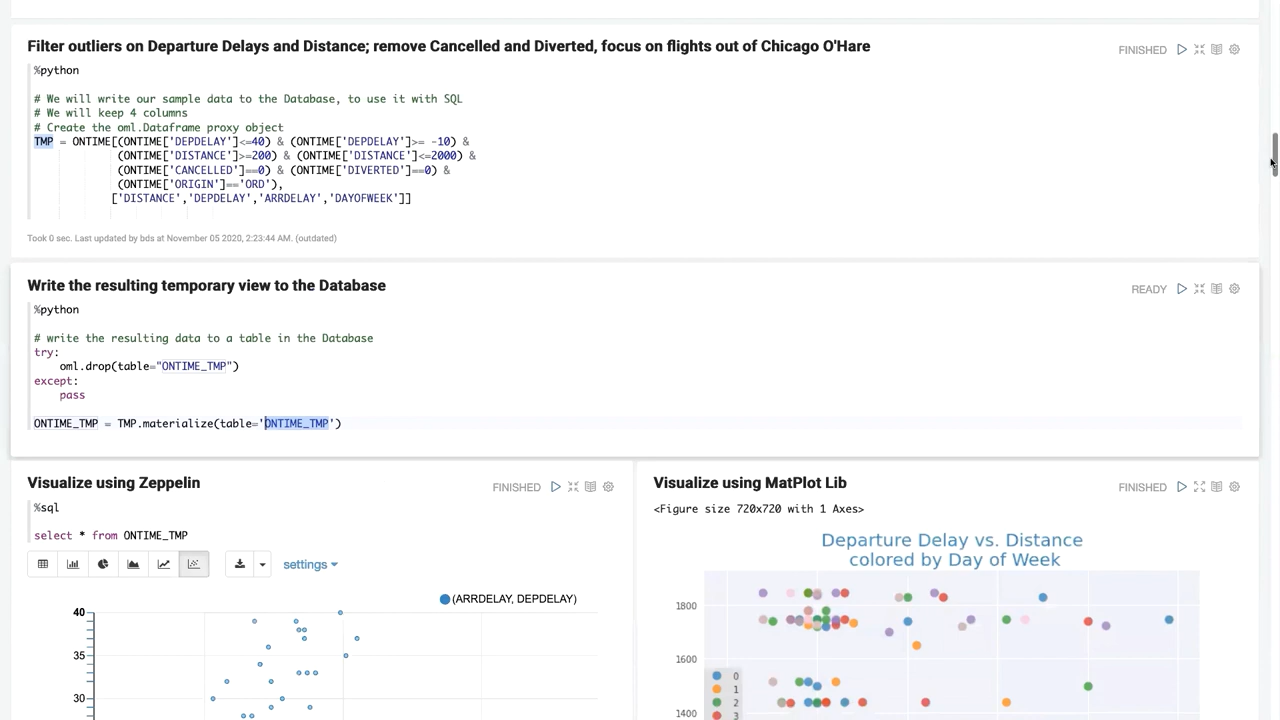 Filter outliers on Departure Delays and Distance; remove Cancelled and Diverted, focus on flights out of Chicago O'Hare
FINISHED
%python
# We will write our sample data to the Database, to use it with SQL
# We will keep 4 columns
# Create the oml.Dataframe proxy object
TMP = ONTIME[(ONTIME['DEPDELAY']<=40) & (ONTIME['DEPDELAY']>= -10) &
(ONTIME['DISTANCE']>=200) & (ONTIME['DISTANCE']<=2000) &
(ONTIME['CANCELLED']==0) & (ONTIME['DIVERTED']==0) &
(ONTIME['ORIGIN']=='ORD'),
['DISTANCE','DEPDELAY','ARRDELAY','DAYOFWEEK']]
Took 0 sec. Last updated by bds at November 05 2020, 2:23:44 AM. (outdated)
Write the resulting temporary view to the Database
READY
%python
# write the resulting data to a table in the Database
try:
oml.drop(table="ONTIME_TMP")
except:
pass
ONTIME_TMP = TMP.materialize(table='ONTIME_TMP')
Visualize using Zeppelin
FINISHED
%sql
select * from ONTIME_TMP
settings
(ARRDELAY, DEPDELAY)
40
35
30
Visualize using MatPlot Lib
FINISHED
<Figure size 720x720 with 1 Axes>
Departure Delay vs. Distance
colored by Day of Week
1800
1600
1400
0
1
2
3